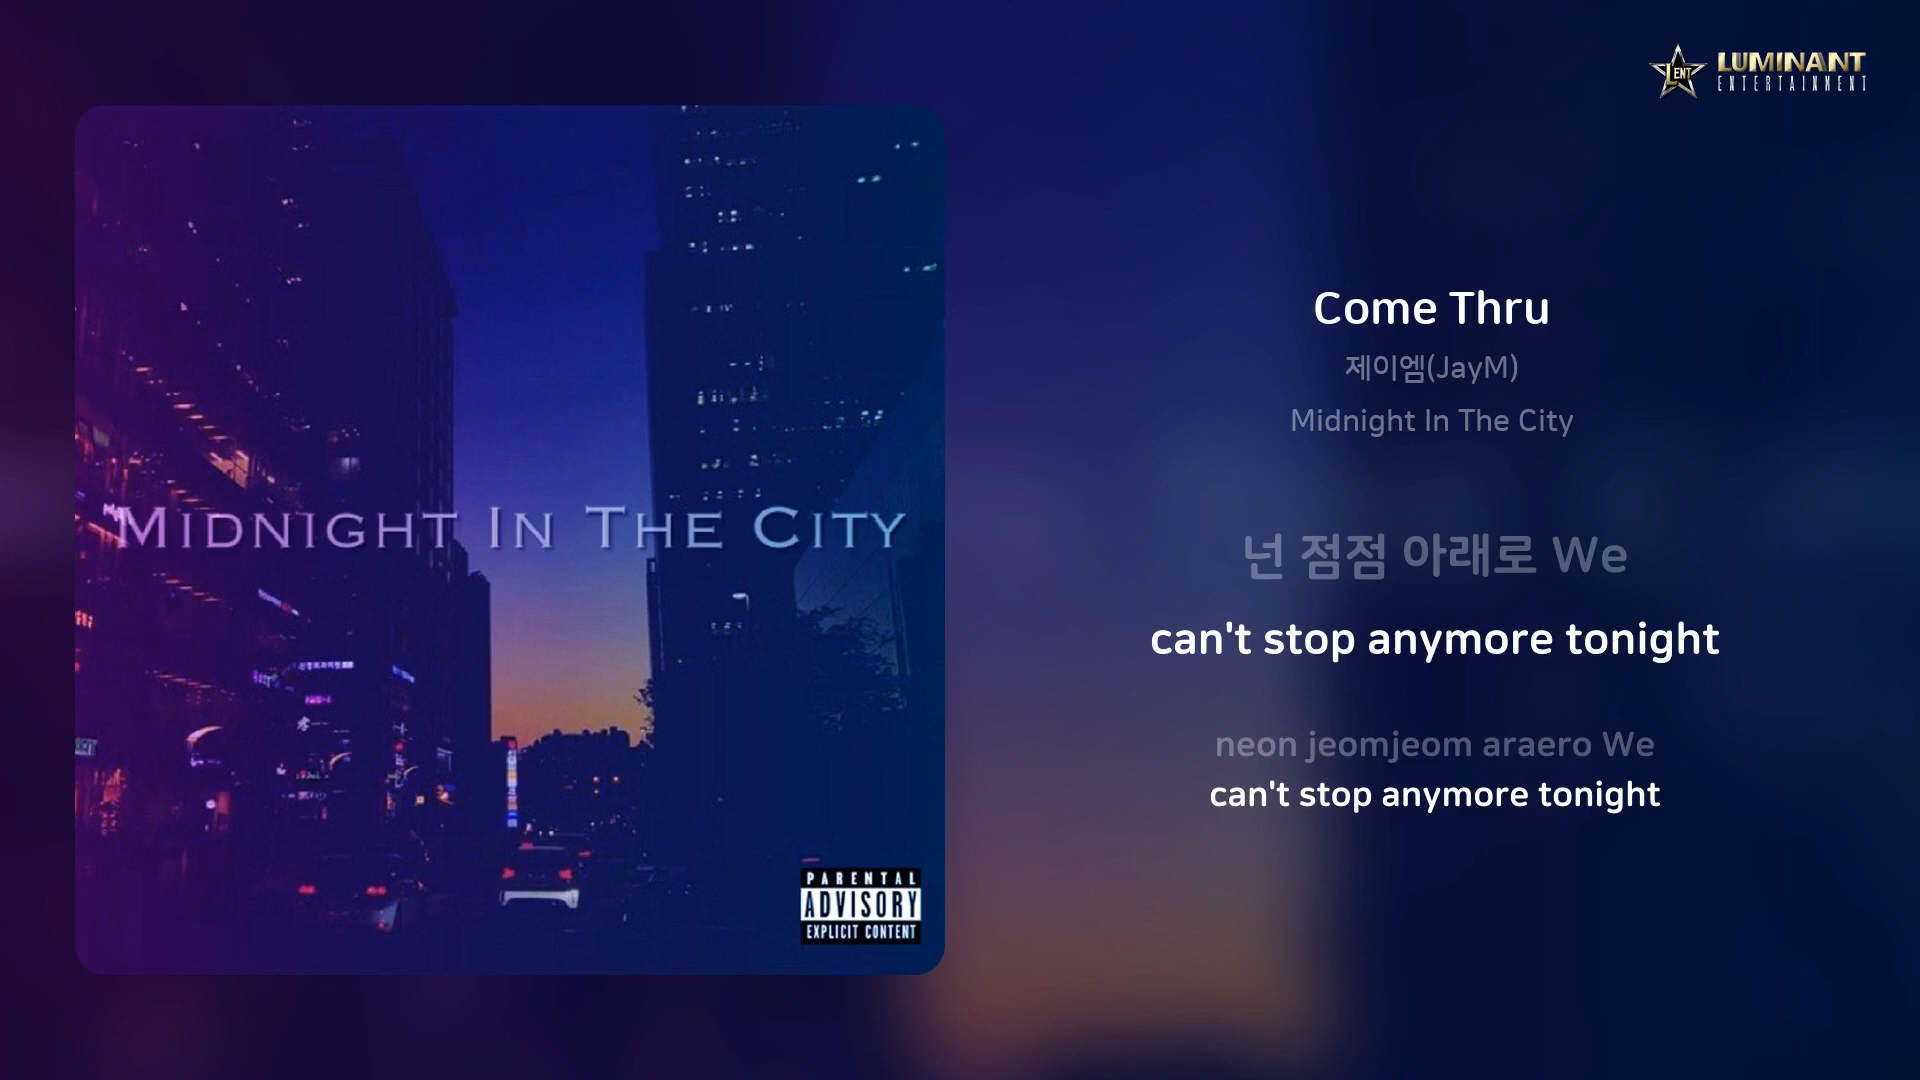 LENT
LUMINANT
ENTERTAINMENT
MIDNIGHT IN THE CITY
PARENTAL
ADVISORY
EXPLICIT CONTENT
Come Thru
제이엠(JayM)
Midnight In The City
넌 점점 아래로 We
can't stop anymore tonight
neon jeomjeom araero We
can't stop anymore tonight